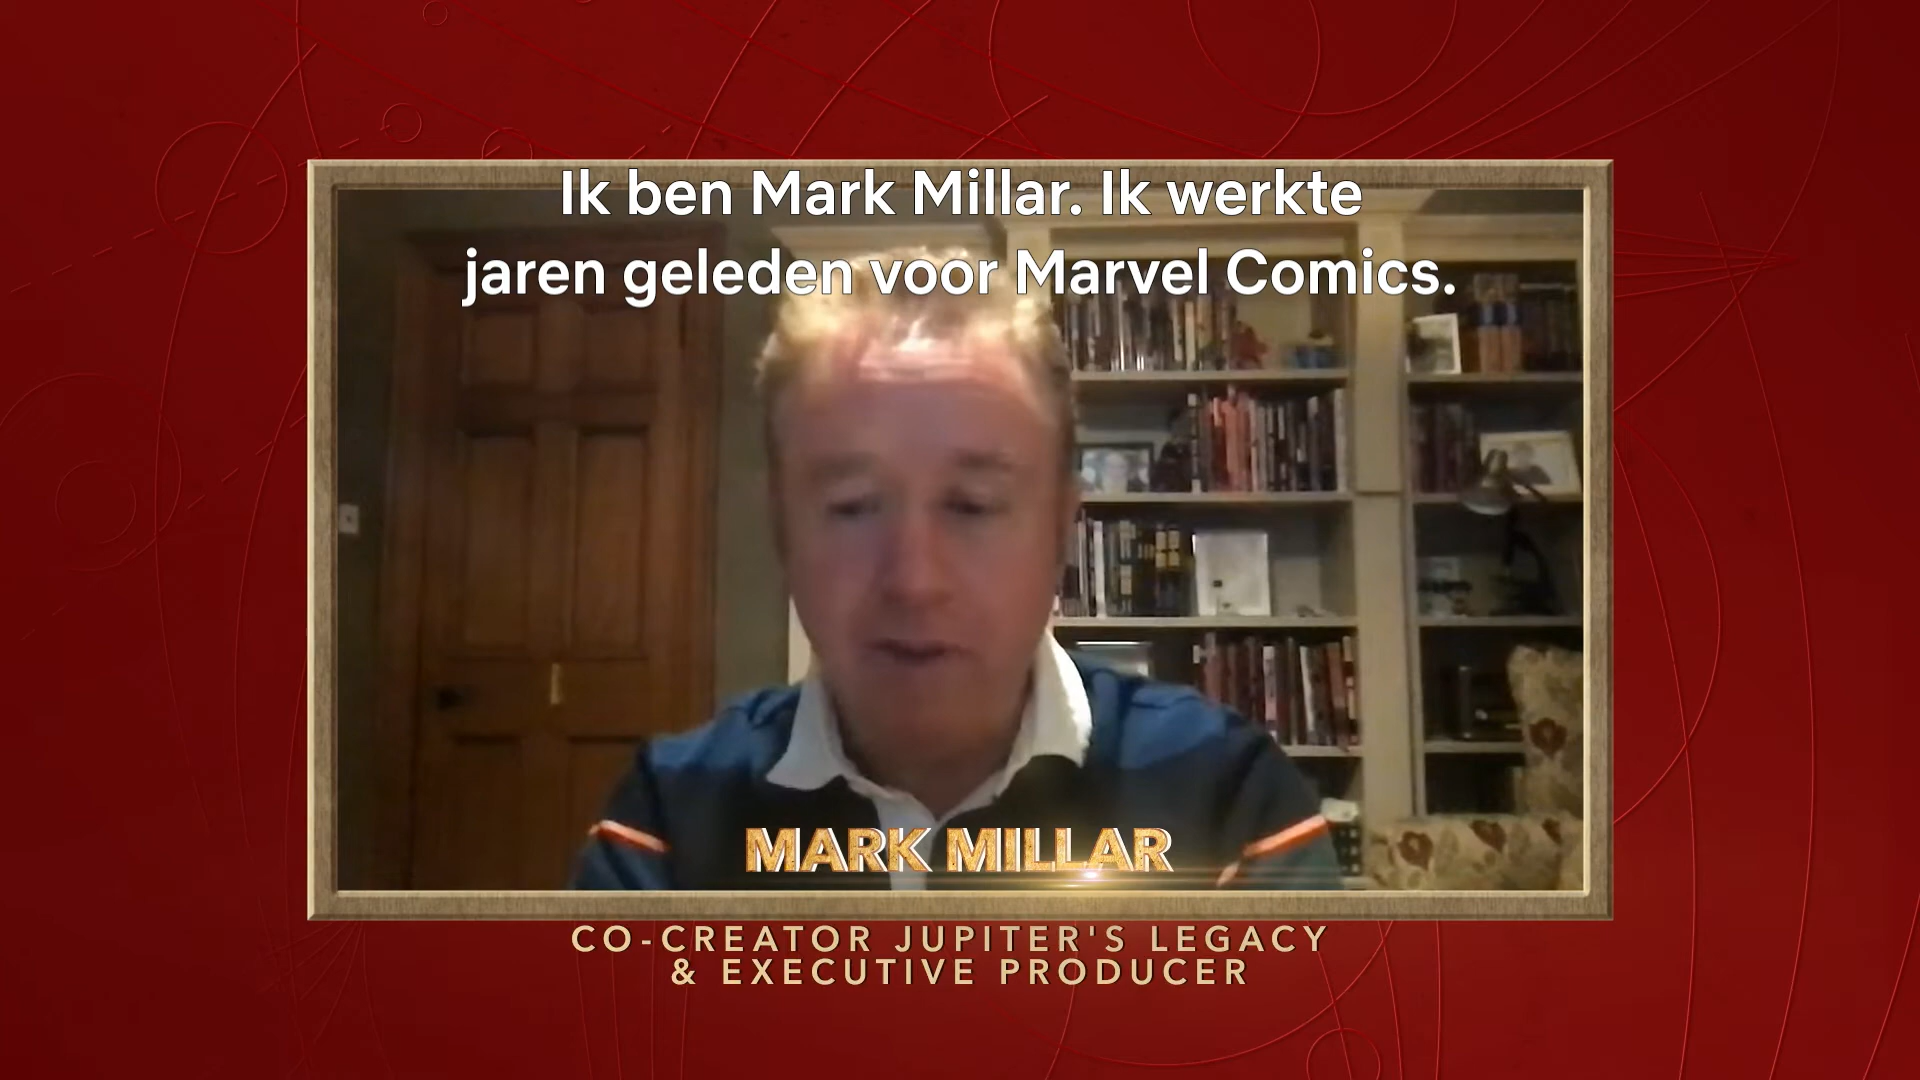 Ik ben Mark Millar. Ik werkte
jaren geleden voor Marvel Comics.
MARK MILLAR
CO-CREATOR JUPITER'S LEGACY
& EXECUTIVE PRODUCER